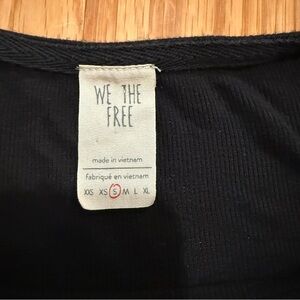 WE THE
FREE
made in vietnam
fabriqué en vietnam
XXS XS S M L XL